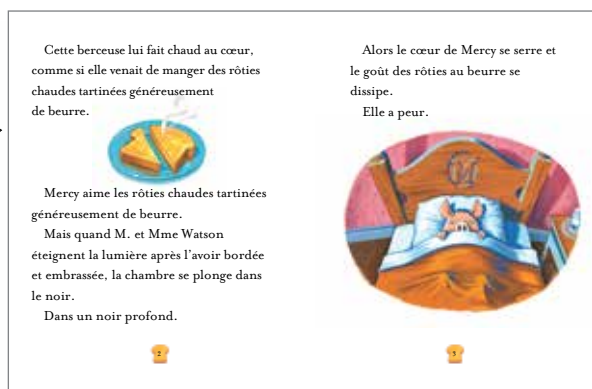 Cette berceuse lui fait chaud au cœur,
comme si elle venait de manger des rôties
chaudes tartinées généreusement
de beurre.
Mercy aime les rôties chaudes tartinées
généreusement de beurre.
Mais quand M. et Mme Watson
éteignent la lumière après l’avoir bordée
et embrassée, la chambre se plonge dans
le noir.
Dans un noir profond.
2
Alors le cœur de Mercy se serre et
le goût des rôties au beurre se
dissipe.
Elle a peur.